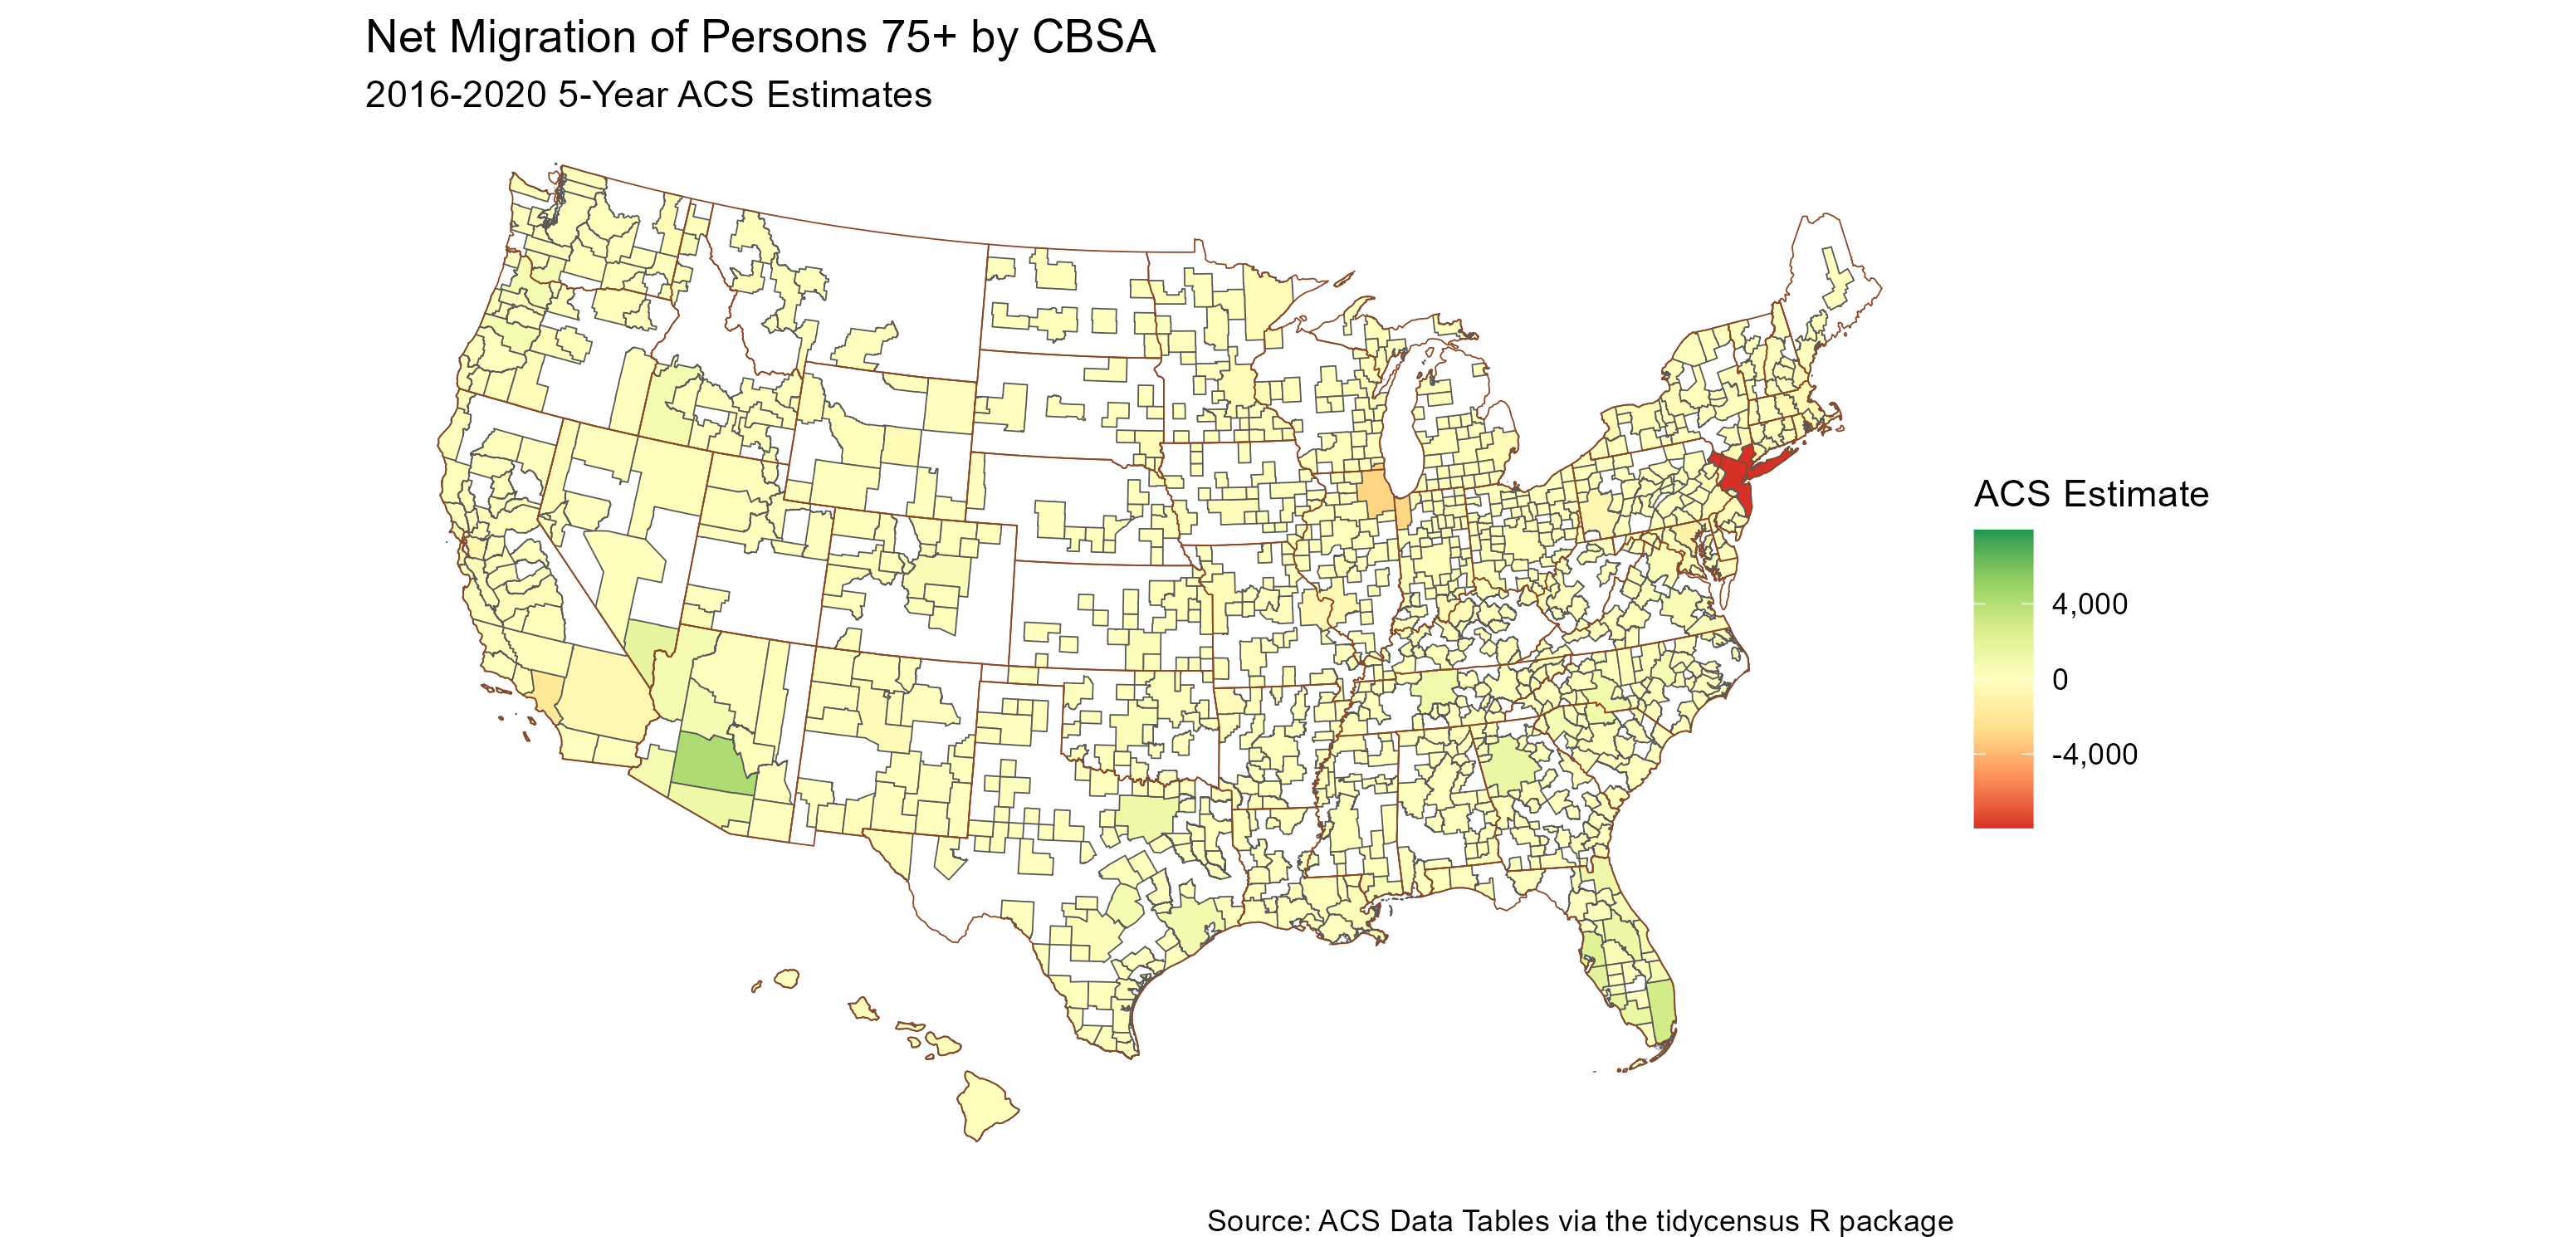 Net Migration of Persons 75+ by CBSA
2016-2020 5-Year ACS Estimates
ACS Estimate
4,000
0
-4,000
Source: ACS Data Tables via the tidycensus R package